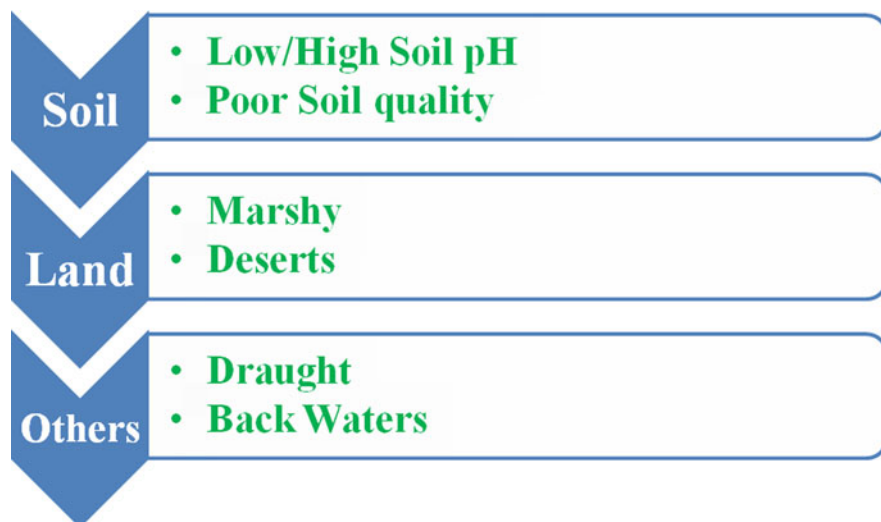 Soil
• Low/High Soil pH
• Poor Soil quality
Land
• Marshy
• Deserts
Others
• Draught
• Back Waters